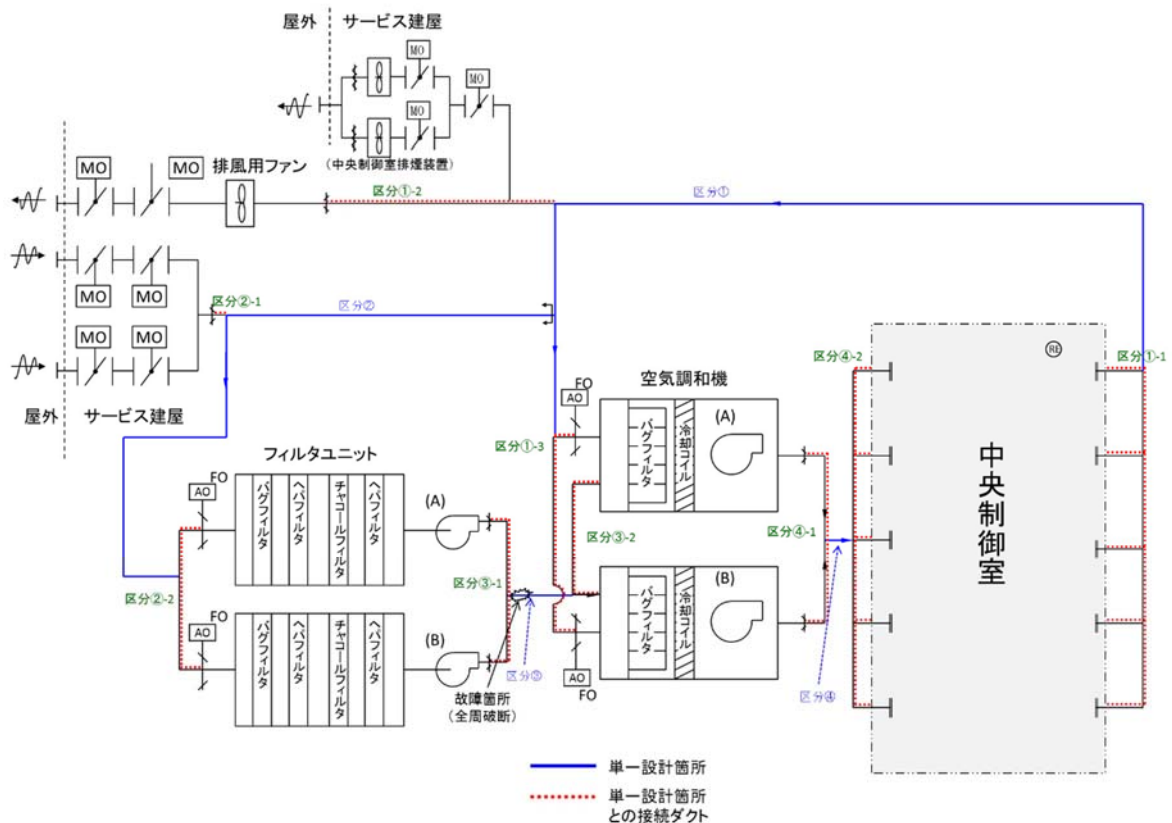 屋外
サービス建屋
MO
MO
MO
(中央制御室排煙装置)
MO
MO
排風用ファン
区分①-2
区分①
MO
MO
区分②-1
区分②
MO
MO
屋外
サービス建屋
区分④-2
RE
区分①-1
空気調和機
FO
AO
(A)
バグフィルタ
冷却コイル
区分①-3
フィルタユニット
FO
AO
(A)
バグフィルタ
ヘパフィルタ
チャコールフィルタ
ヘパフィルタ
区分③-2
区分④-1
中央制御室
区分②-2
区分③-1
FO
AO
(B)
バグフィルタ
ヘパフィルタ
チャコールフィルタ
ヘパフィルタ
(B)
バグフィルタ
冷却コイル
AO
FO
区分③
区分④
故障箇所
(全周破断)
単一設計箇所
単一設計箇所
との接続ダクト